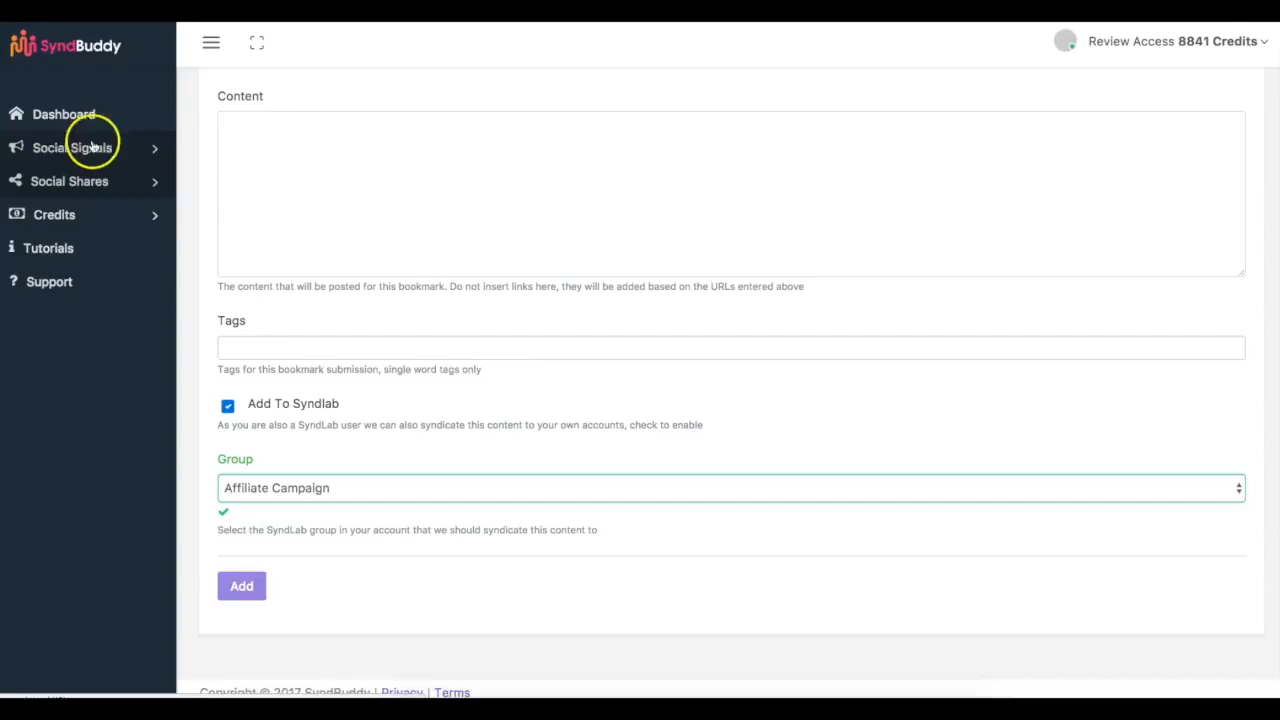 SyndBuddy
Review Access 8841 Credits
Dashboard
Social Signals
Social Shares
Credits
Tutorials
Support
Content
The content that will be posted for this bookmark. Do not insert links here, they will be added based on the URLs entered above
Tags
Tags for this bookmark submission, single word tags only
Add To Syndlab
As you are also a SyndLab user we can also syndicate this content to your own accounts, check to enable
Group
Affiliate Campaign
Select the SyndLab group in your account that we should syndicate this content to
Add
Copyright © 2017 SyndBuddy | Privacy | Terms